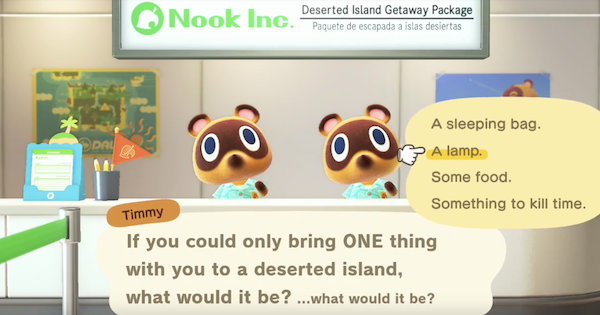 Nook Inc.
Deserted Island Getaway Package
Paquete de escapada a islas desiertas
DAL
A sleeping bag.
A lamp.
Some food.
Something to kill time.
Timmy
If you could only bring ONE thing
with you to a deserted island,
what would it be? ...what would it be?